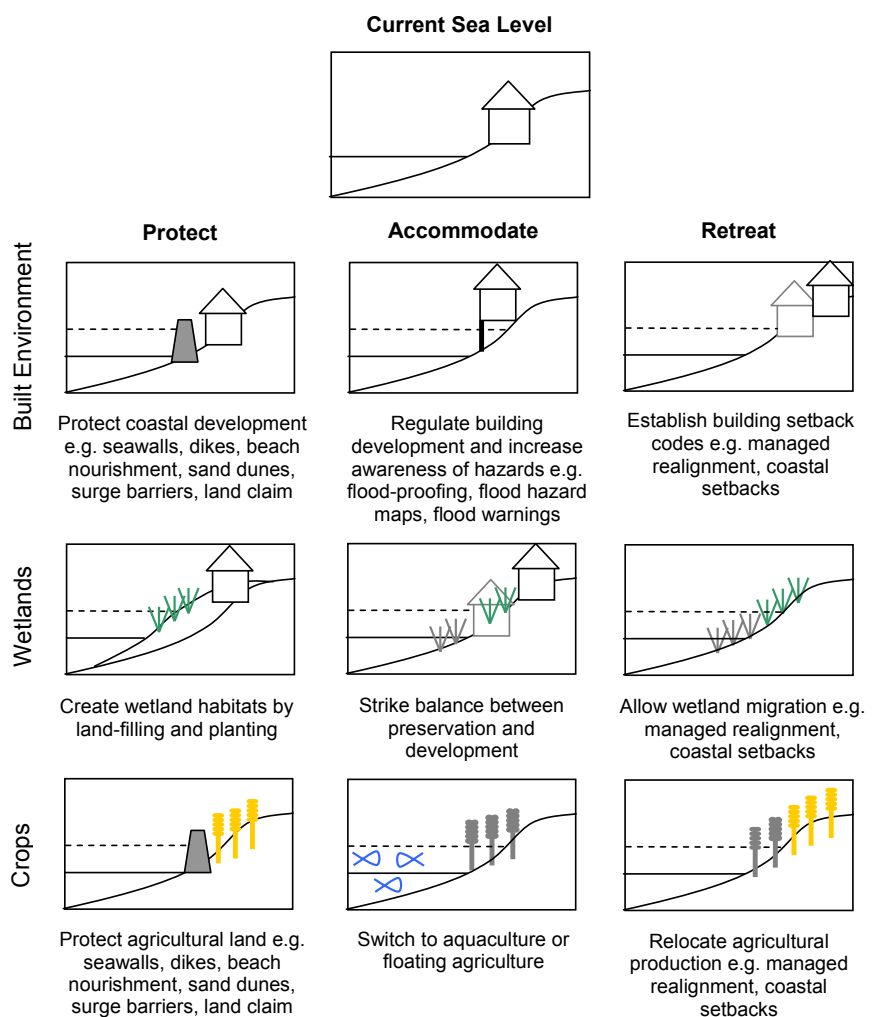 Current Sea Level
Protect
Accommodate
Retreat
Built Environment
Protect coastal development
e.g. seawalls, dikes, beach
nourishment, sand dunes,
surge barriers, land claim
Regulate building
development and increase
awareness of hazards e.g.
flood-proofing, flood hazard
maps, flood warnings
Establish building setback
codes e.g. managed
realignment, coastal
setbacks
Wetlands
Create wetland habitats by
land-filling and planting
Strike balance between
preservation and
development
Allow wetland migration e.g.
managed realignment,
coastal setbacks
Crops
Protect agricultural land e.g.
seawalls, dikes, beach
nourishment, sand dunes,
surge barriers, land claim
Switch to aquaculture or
floating agriculture
Relocate agricultural
production e.g. managed
realignment, coastal
setbacks